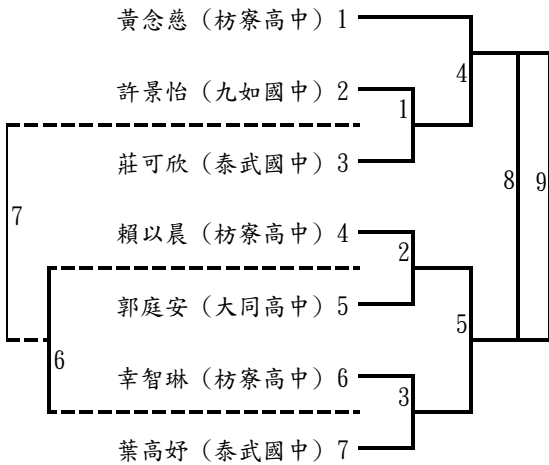 黃念慈（枋寮高中）1
4
許景怡（九如國中）2
1
莊可欣（泰武國中）3
8
9
7
賴以晨（枋寮高中）4
2
郭庭安（大同高中）5
5
6
幸智琳（枋寮高中）6
3
葉高妤（泰武國中）7